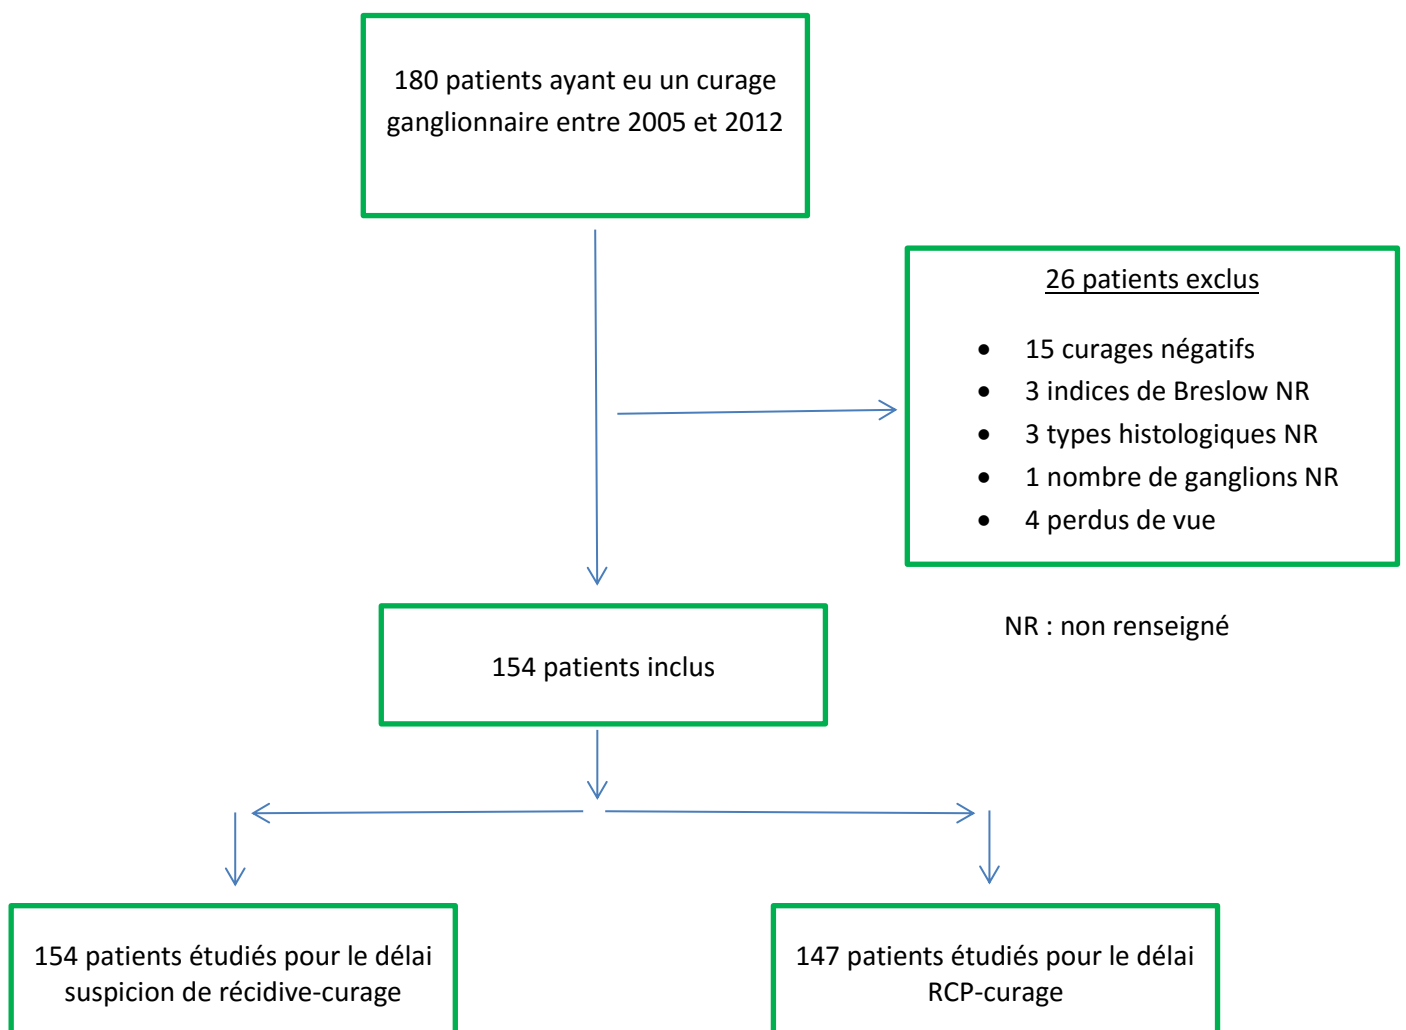 180 patients ayant eu un curage
ganglionnaire entre 2005 et 2012
26 patients exclus
• 15 curages négatifs
• 3 indices de Breslow NR
• 3 types histologiques NR
• 1 nombre de ganglions NR
• 4 perdus de vue
NR : non renseigné
154 patients inclus
154 patients étudiés pour le délai
suspicion de récidive-curage
147 patients étudiés pour le délai
RCP-curage